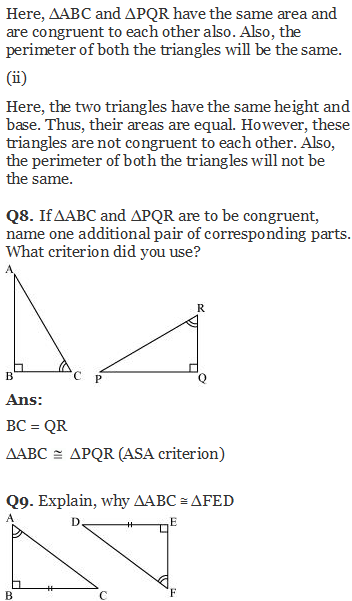 Here, ΔABC and ΔPQR have the same area and
are congruent to each other also. Also, the
perimeter of both the triangles will be the same.
(ii)
Here, the two triangles have the same height and
base. Thus, their areas are equal. However, these
triangles are not congruent to each other. Also,
the perimeter of both the triangles will not be
the same.
Q8. If ΔABC and ΔPQR are to be congruent,
name one additional pair of corresponding parts.
What criterion did you use?
A
R
B C P Q
Ans:
BC = QR
ΔABC ≅ ΔPQR (ASA criterion)
Q9. Explain, why ΔABC ≅ ΔFED
A D E
B C F